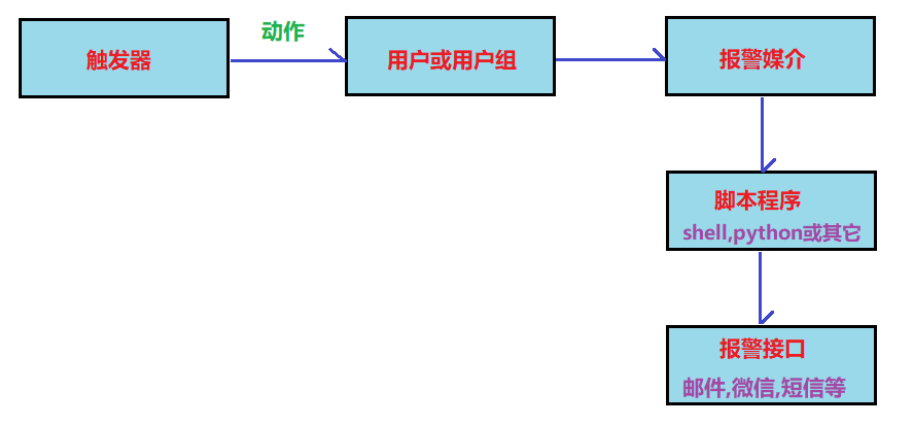 触发器
动作
用户或用户组
报警媒介
脚本程序
shell,python或其它
报警接口
邮件,微信,短信等